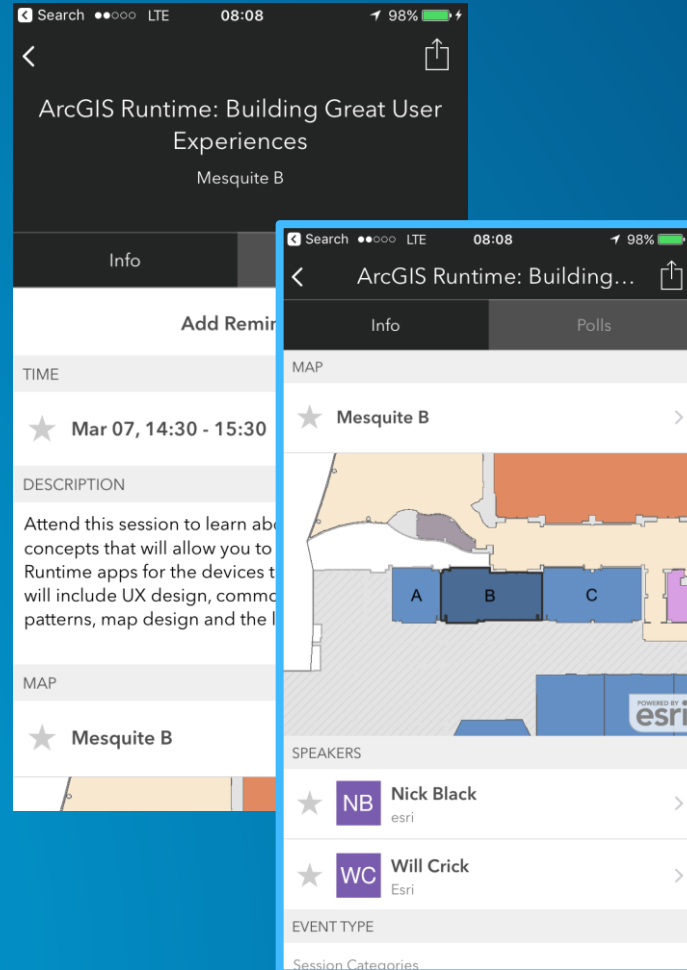 Search LTE 08:08 98%
ArcGIS Runtime: Building Great User
Experiences
Mesquite B
Info
Add Remin
TIME
Mar 07, 14:30 - 15:30
DESCRIPTION
Attend this session to learn abo
concepts that will allow you to
Runtime apps for the devices t
will include UX design, commo
patterns, map design and the l
MAP
Mesquite B
Search LTE 08:08 98%
ArcGIS Runtime: Building...
Info Polls
MAP
Mesquite B
A B C
POWERED BY
esri
SPEAKERS
NB Nick Black
esri
WC Will Crick
Esri
EVENT TYPE
Session Categories